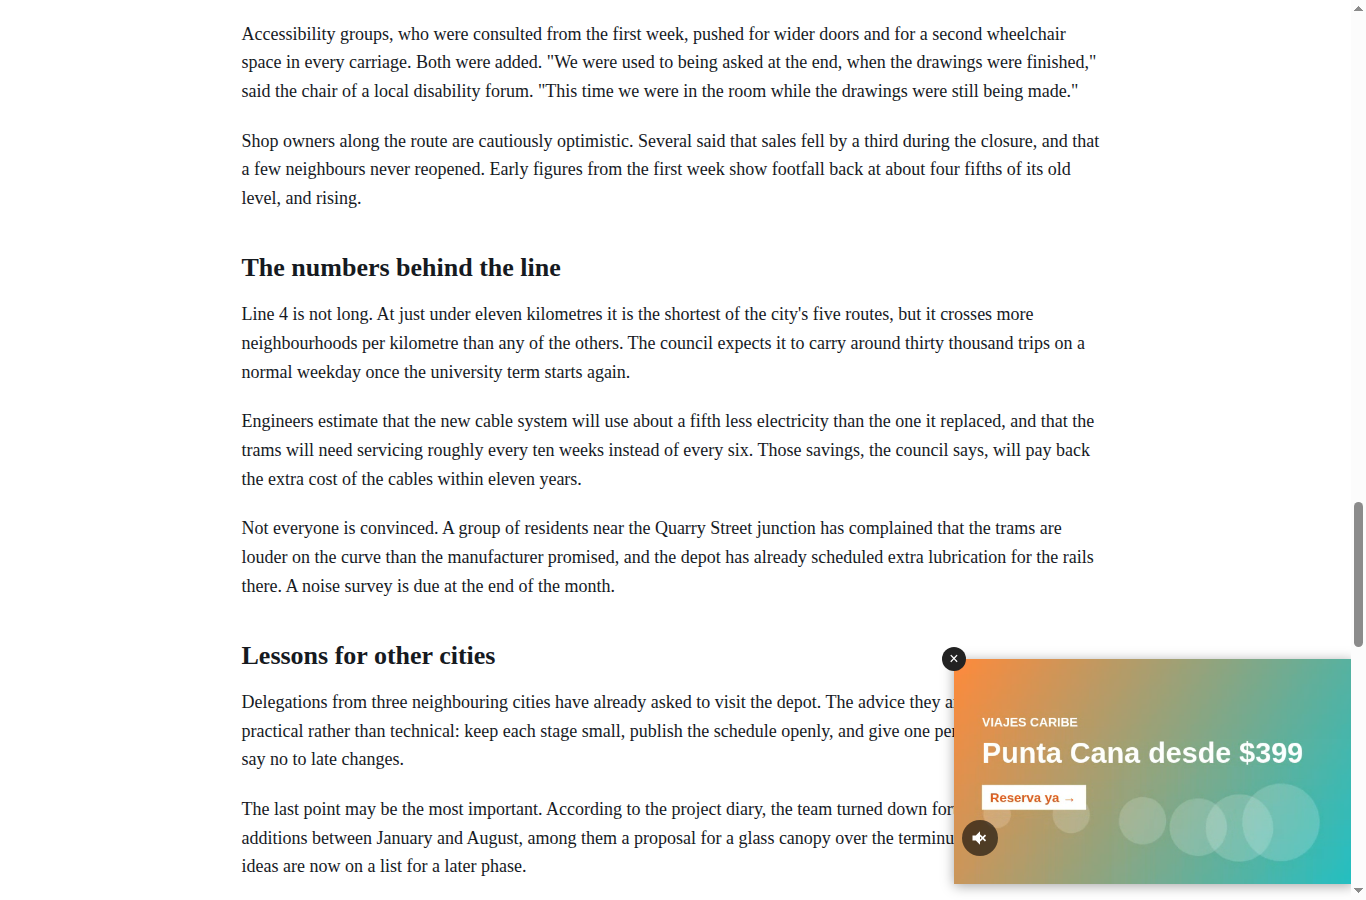 Accessibility groups, who were consulted from the first week, pushed for wider doors and for a second wheelchair
space in every carriage. Both were added. "We were used to being asked at the end, when the drawings were finished,"
said the chair of a local disability forum. "This time we were in the room while the drawings were still being made."
Shop owners along the route are cautiously optimistic. Several said that sales fell by a third during the closure, and that
a few neighbours never reopened. Early figures from the first week show footfall back at about four fifths of its old
level, and rising.
The numbers behind the line
Line 4 is not long. At just under eleven kilometres it is the shortest of the city's five routes, but it crosses more
neighbourhoods per kilometre than any of the others. The council expects it to carry around thirty thousand trips on a
normal weekday once the university term starts again.
Engineers estimate that the new cable system will use about a fifth less electricity than the one it replaced, and that the
trams will need servicing roughly every ten weeks instead of every six. Those savings, the council says, will pay back
the extra cost of the cables within eleven years.
Not everyone is convinced. A group of residents near the Quarry Street junction has complained that the trams are
louder on the curve than the manufacturer promised, and the depot has already scheduled extra lubrication for the rails
there. A noise survey is due at the end of the month.
Lessons for other cities
Delegations from three neighbouring cities have already asked to visit the depot. The advice they
practical rather than technical: keep each stage small, publish the schedule openly, and give one
say no to late changes.
The last point may be the most important. According to the project diary, the team turned down
additions between January and August, among them a proposal for a glass canopy over the
ideas are now on a list for a later phase.
VIAJES CARIBE
Punta Cana desde $399
Reserva ya →